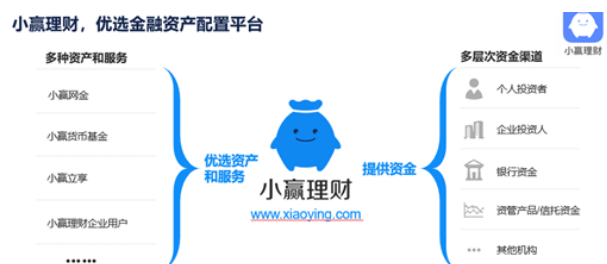 小赢理财，优选金融资产配置平台
小赢理财
多种资产和服务
小赢网金
小赢货币基金
小赢立享
小赢理财企业用户
••••••
优选资产
和服务
小赢理财
www.xiaoying.com
提供资金
多层次资金渠道
个人投资者
企业投资人
银行资金
资管产品/信托资金
其他机构